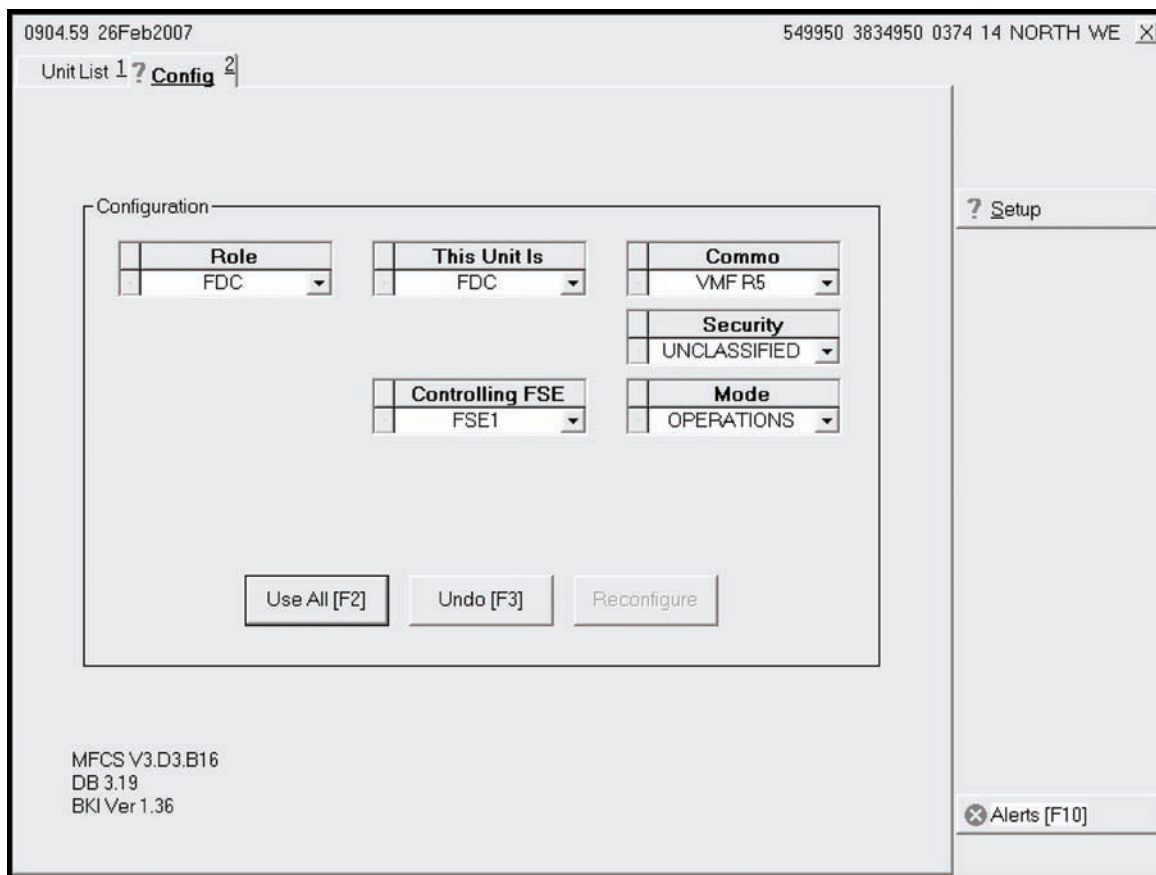 0904.59 26Feb2007 549950 3834950 0374 14 NORTH WE X
Unit List 1 ? Config 2
Configuration
? Setup
Role This Unit Is Commo
FDC FDC VMF R5
Security
UNCLASSIFIED
Controlling FSE Mode
FSE1 OPERATIONS
Use All [F2] Undo [F3] Reconfigure
MFCS V3.D3.B16
DB 3.19
BKI Ver 1.36
Alerts [F10]